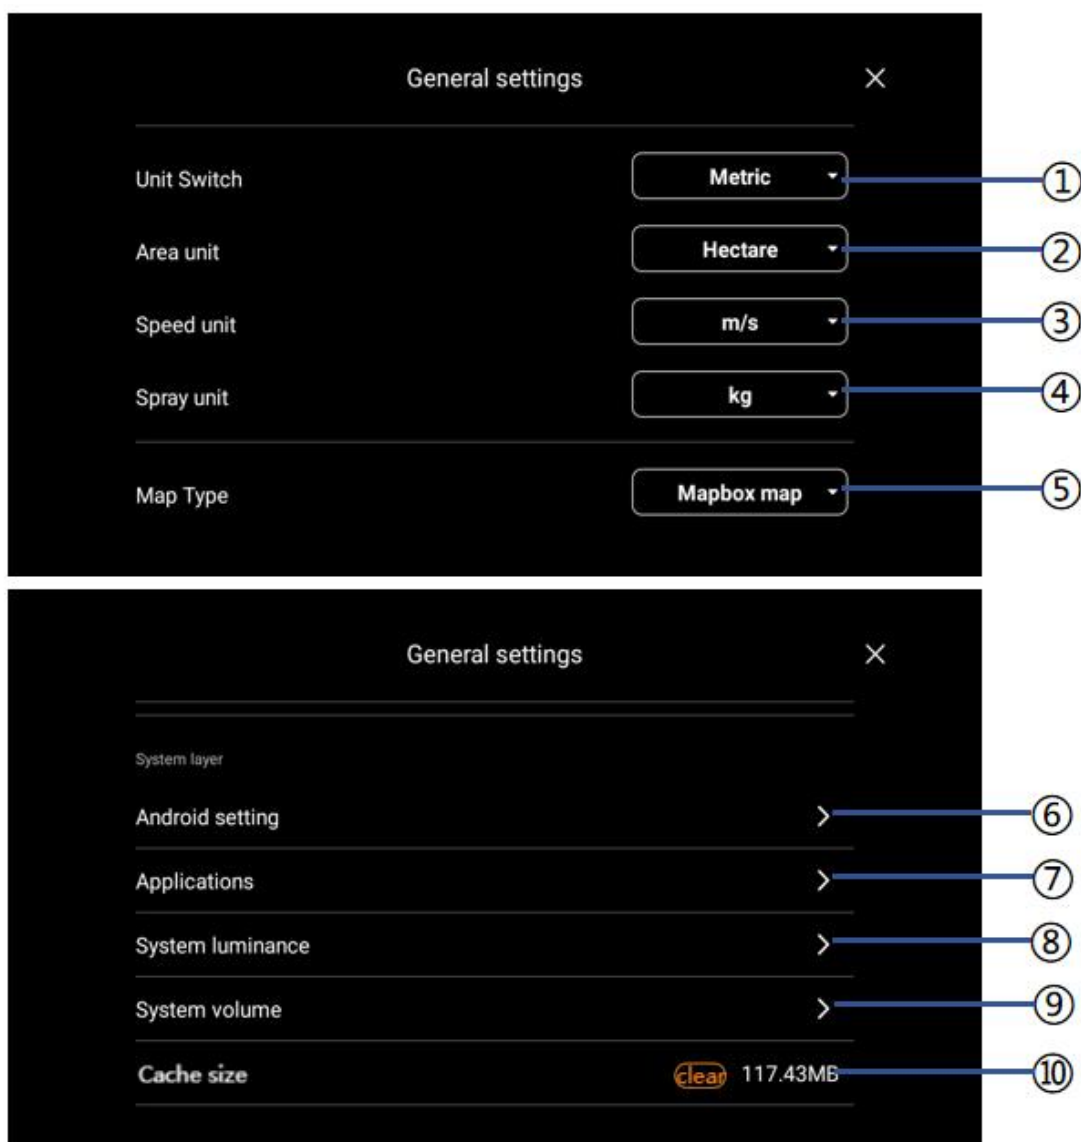 General settings ×
Unit Switch Metric ①
Area unit Hectare ②
Speed unit m/s ③
Spray unit kg ④
Map Type Mapbox map ⑤
General settings ×
System layer
Android setting > ⑥
Applications > ⑦
System luminance > ⑧
System volume > ⑨
Cache size clear 117.43MB ⑩